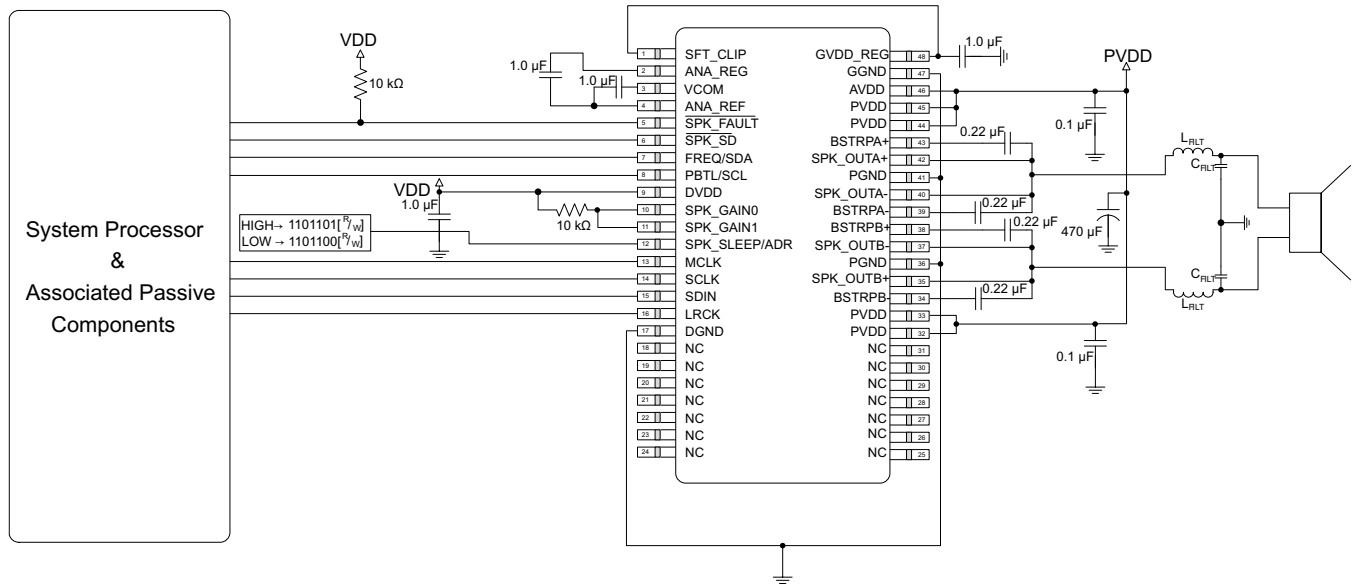 System Processor
&
Associated Passive
Components
VDD
10 kΩ
1.0 µF
1.0 µF
VDD
1.0 µF
10 kΩ
HIGH→ 1101101[R/W]
LOW → 1101100[R/W]
1 SFT_CLIP
2 ANA_REG
3 VCOM
4 ANA_REF
5 SPK_FAULT
6 SPK_SD
7 FREQ/SDA
8 PBTL/SCL
9 DVDD
10 SPK_GAIN0
11 SPK_GAIN1
12 SPK_SLEEP/ADR
13 MCLK
14 SCLK
15 SDIN
16 LRCK
17 DGND
18 NC
19 NC
20 NC
21 NC
22 NC
23 NC
24 NC
GVDD_REG 48
GGND 47
AVDD 46
PVDD 45
PVDD 44
BSTRPA+ 43
SPK_OUTA+ 42
PGND 41
SPK_OUTA- 40
BSTRPA- 39
BSTRPB+ 38
SPK_OUTB- 37
PGND 36
SPK_OUTB+ 35
BSTRPB- 34
PVDD 33
PVDD 32
NC 31
NC 30
NC 29
NC 28
NC 27
NC 26
NC 25
1.0 µF
PVDD
0.1 µF
0.22 µF
0.22 µF
0.22 µF
0.22 µF
470 µF
0.1 µF
LFILT
CFILT
CFILT
LFILT